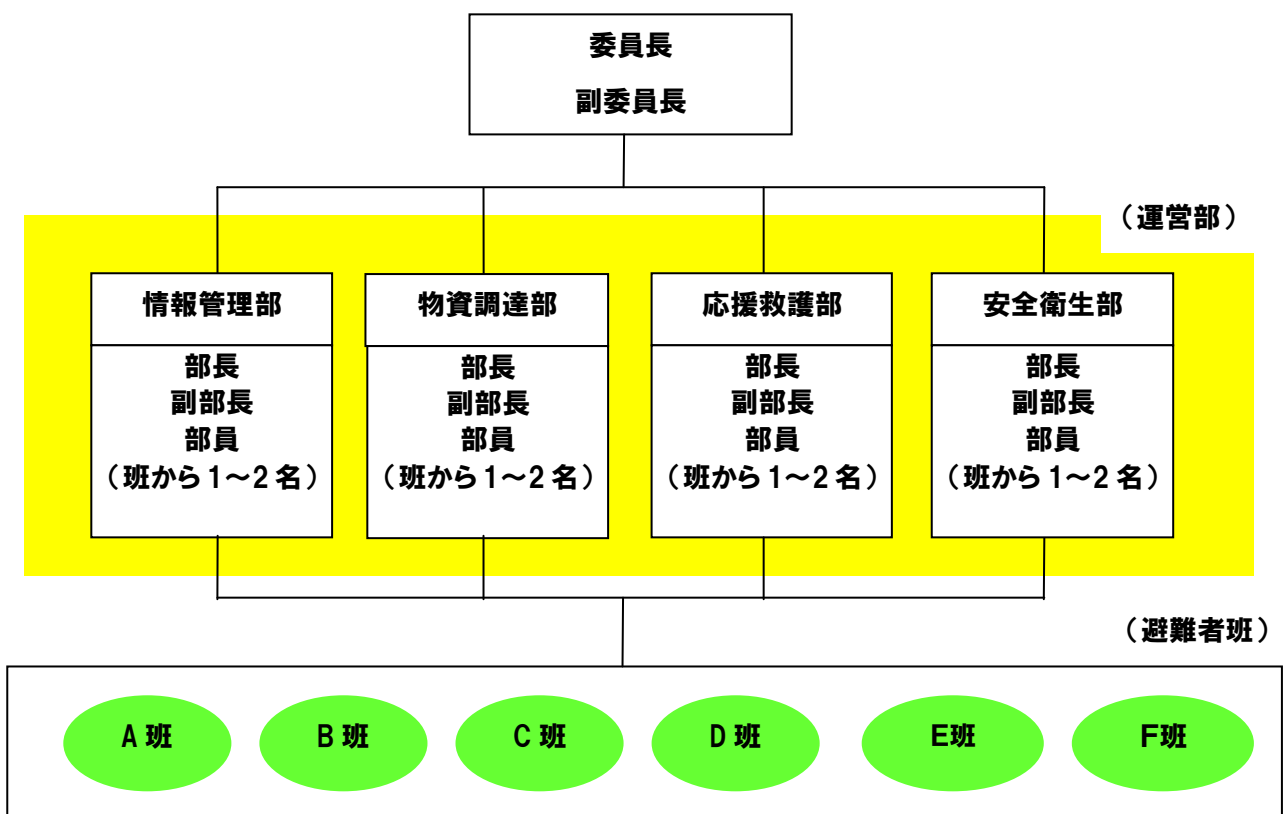 委員長
副委員長
（運営部）
情報管理部
部長
副部長
部員
（班から１～２名）
物資調達部
部長
副部長
部員
（班から１～２名）
応援救護部
部長
副部長
部員
（班から１～２名）
安全衛生部
部長
副部長
部員
（班から１～２名）
（避難者班）
A 班
B 班
C 班
D 班
E班
F班